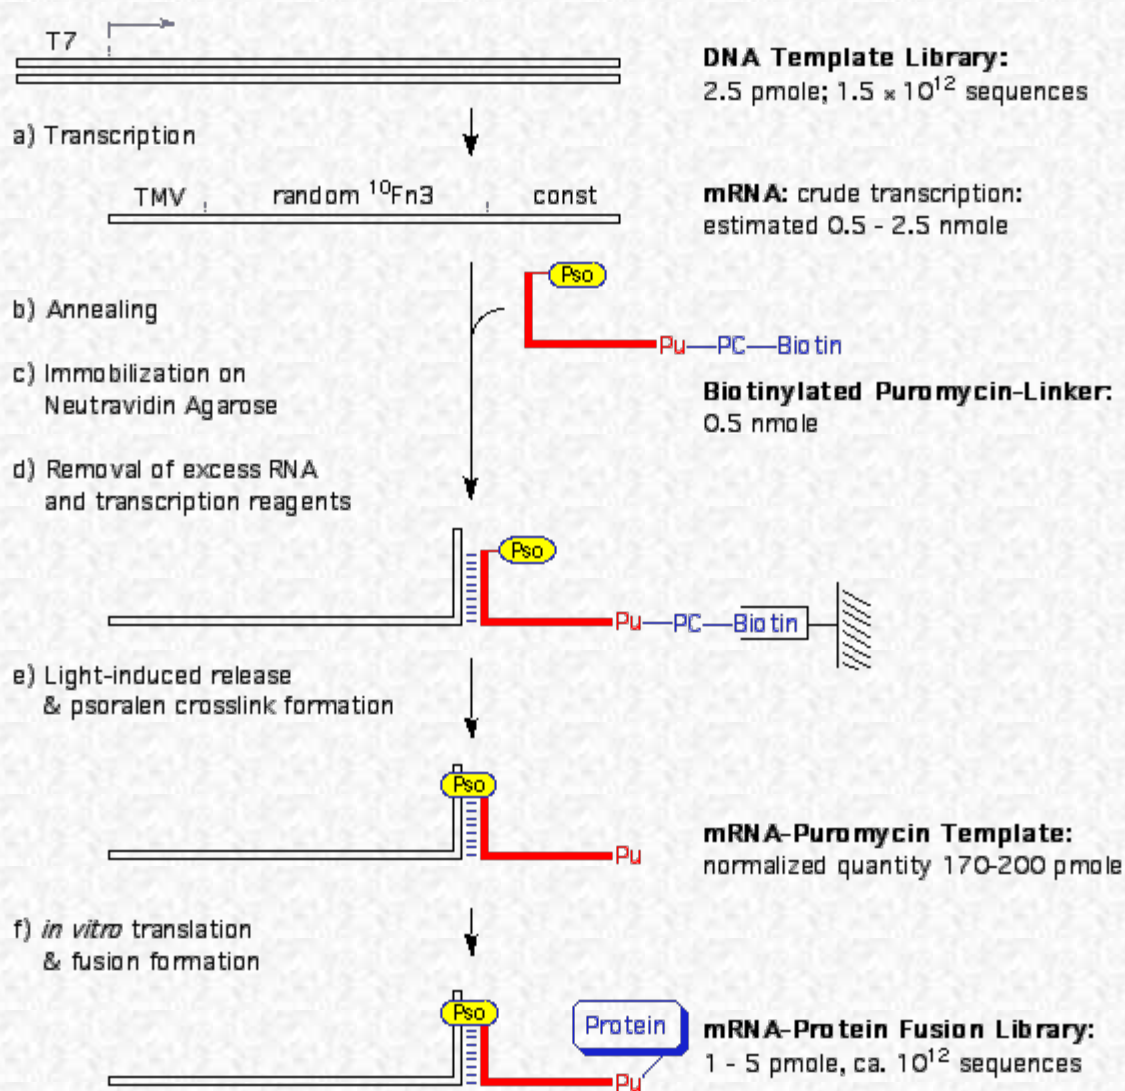 T7
DNA Template Library:
2.5 pmole; 1.5 × 10¹² sequences
a) Transcription
TMV random ¹⁰Fn3 const
mRNA: crude transcription:
estimated 0.5 - 2.5 nmole
Pso
b) Annealing
Pu—PC—Biotin
c) Immobilization on
Neutravidin Agarose
Biotinylated Puromycin-Linker:
0.5 nmole
d) Removal of excess RNA
and transcription reagents
Pso
Pu—PC—Biotin
e) Light-induced release
& psoralen crosslink formation
Pso
Pu
mRNA-Puromycin Template:
normalized quantity 170-200 pmole
f) in vitro translation
& fusion formation
Pso
Protein
Pu
mRNA-Protein Fusion Library:
1 - 5 pmole, ca. 10¹² sequences